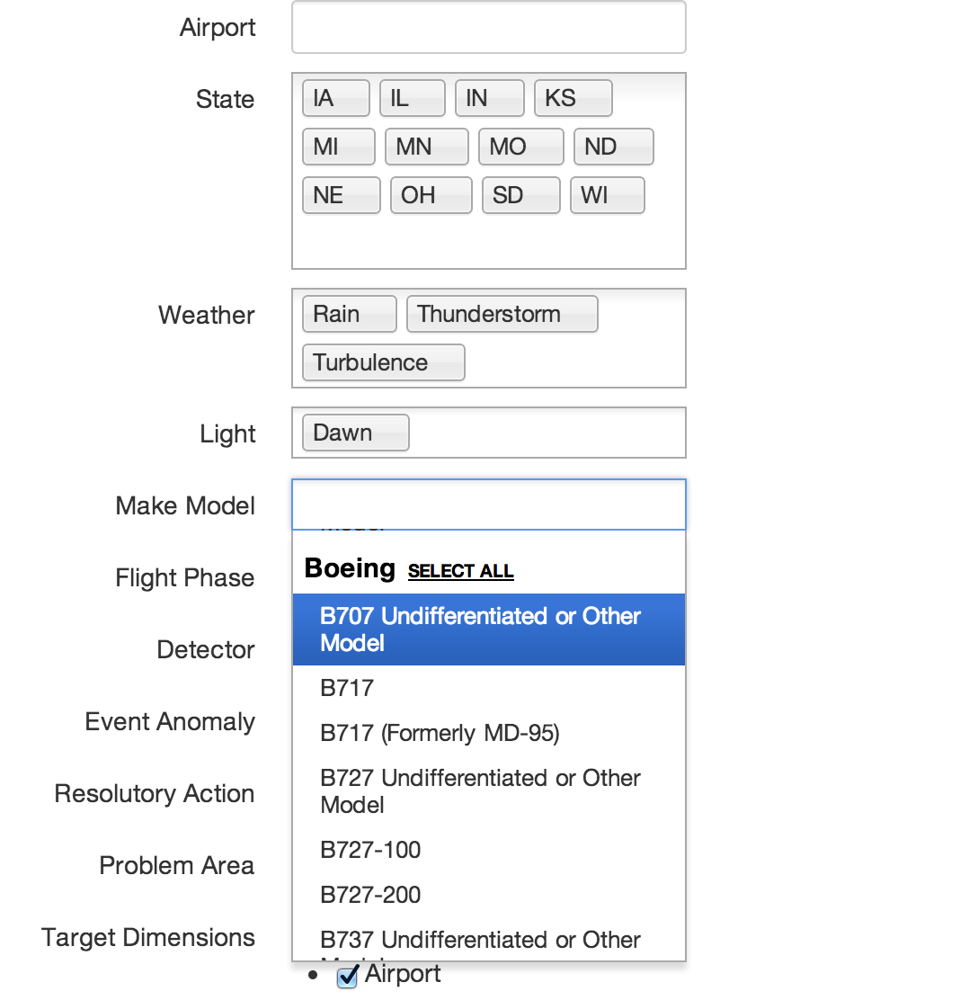 Airport
State
IA IL IN KS
MI MN MO ND
NE OH SD WI
Weather
Rain Thunderstorm
Turbulence
Light
Dawn
Make Model
Boeing SELECT ALL
B707 Undifferentiated or Other
Model
B717
B717 (Formerly MD-95)
B727 Undifferentiated or Other
Model
B727-100
B727-200
B737 Undifferentiated or Other
Flight Phase
Detector
Event Anomaly
Resolutory Action
Problem Area
Target Dimensions
Airport